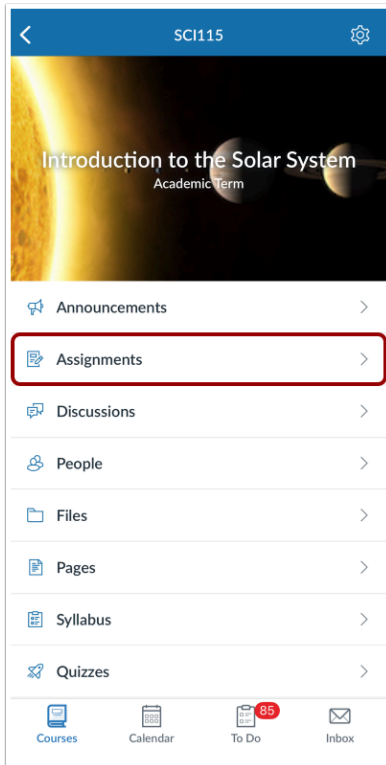 SCI115
Introduction to the Solar System
Academic Term
Announcements
Assignments
Discussions
People
Files
Pages
Syllabus
Quizzes
85
Courses Calendar To Do Inbox